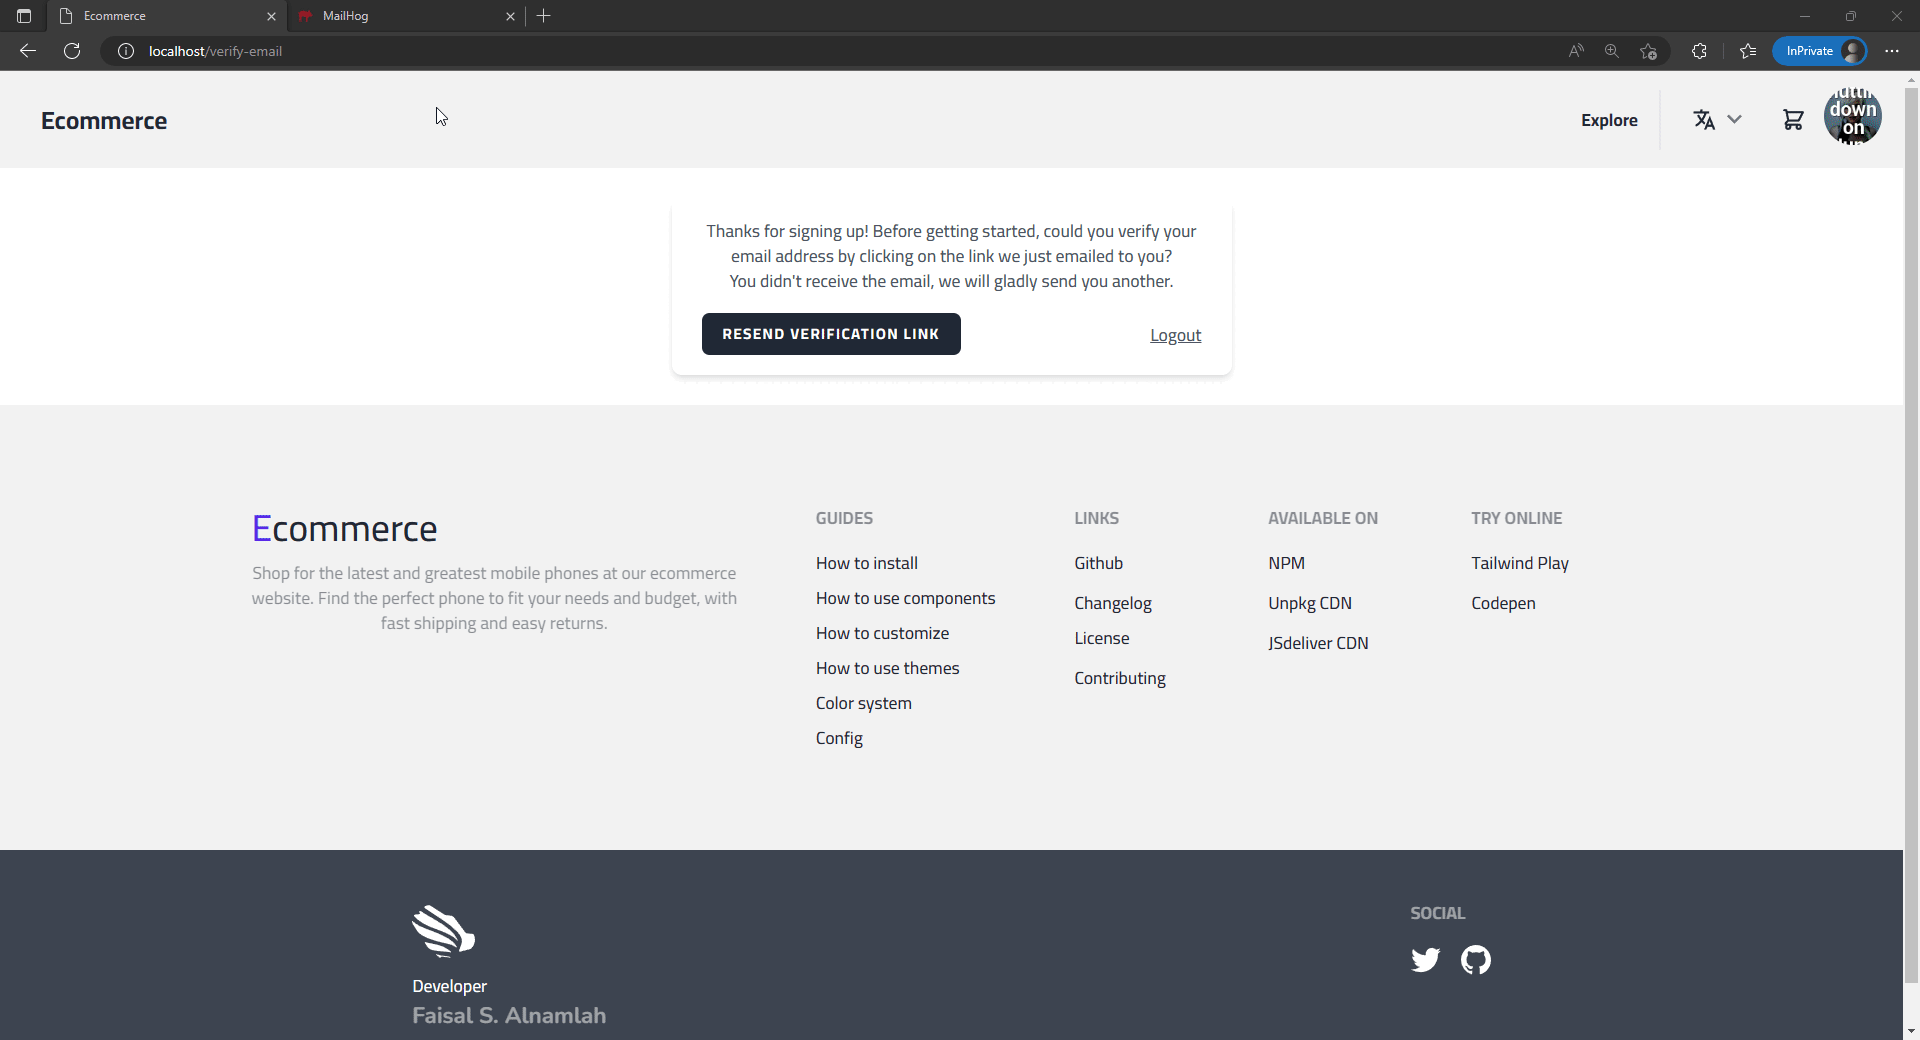 Ecommerce
MailHog
localhost/verify-email
InPrivate
Ecommerce
Explore
down
on
Thanks for signing up! Before getting started, could you verify your
email address by clicking on the link we just emailed to you?
You didn't receive the email, we will gladly send you another.
RESEND VERIFICATION LINK
Logout
Ecommerce
Shop for the latest and greatest mobile phones at our ecommerce
website. Find the perfect phone to fit your needs and budget, with
fast shipping and easy returns.
GUIDES
How to install
How to use components
How to customize
How to use themes
Color system
Config
LINKS
Github
Changelog
License
Contributing
AVAILABLE ON
NPM
Unpkg CDN
JSdeliver CDN
TRY ONLINE
Tailwind Play
Codepen
Developer
Faisal S. Alnamlah
SOCIAL